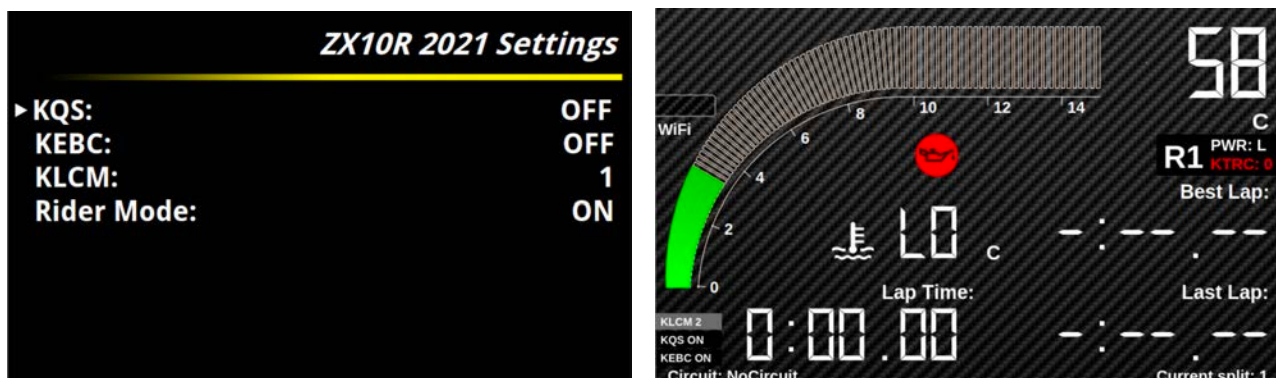 ZX10R 2021 Settings
KQS: OFF
KEBC: OFF
KLCM: 1
Rider Mode: ON
58
C
WiFi
0
2
4
6
8
10
12
14
R1 PWR: L
KTRC: 0
Best Lap:
-:--.--
LO C
Lap Time:
0:00.00
Last Lap:
-:--.--
KLCM 2
KQS ON
KEBC ON
Circuit: NoCircuit
Current split: 1